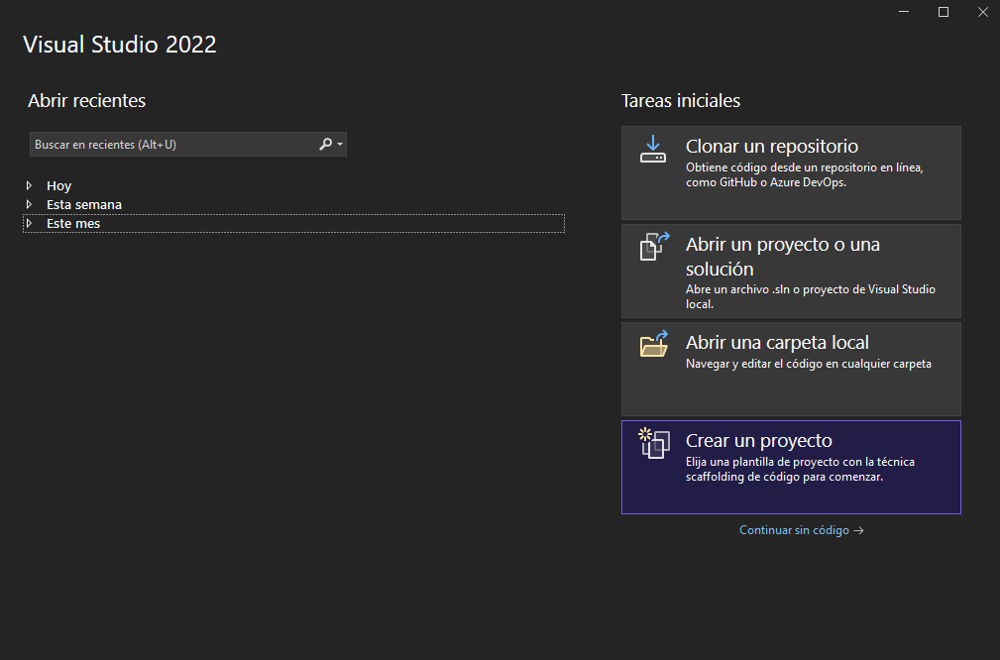 Visual Studio 2022
Abrir recientes
Buscar en recientes (Alt+U)
Hoy
Esta semana
Este mes
Tareas iniciales
Clonar un repositorio
Obtiene código desde un repositorio en línea,
como GitHub o Azure DevOps.
Abrir un proyecto o una
solución
Abre un archivo .sln o proyecto de Visual Studio
local.
Abrir una carpeta local
Navegar y editar el código en cualquier carpeta
Crear un proyecto
Elija una plantilla de proyecto con la técnica
scaffolding de código para comenzar.
Continuar sin código →